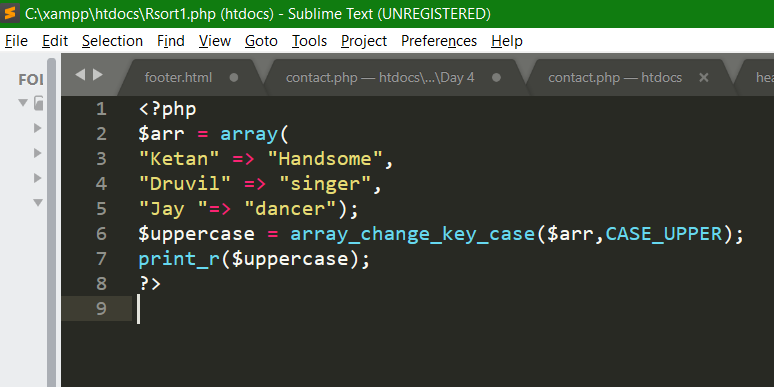 C:\xampp\htdocs\Rsort1.php (htdocs) - Sublime Text (UNREGISTERED)
File Edit Selection Find View Goto Tools Project Preferences Help
FOL
footer.html contact.php — htdocs\...\Day 4 contact.php — htdocs hea
1 <?php
2 $arr = array(
3 "Ketan" => "Handsome",
4 "Druvil" => "singer",
5 "Jay "=> "dancer");
6 $uppercase = array_change_key_case($arr,CASE_UPPER);
7 print_r($uppercase);
8 ?>
9